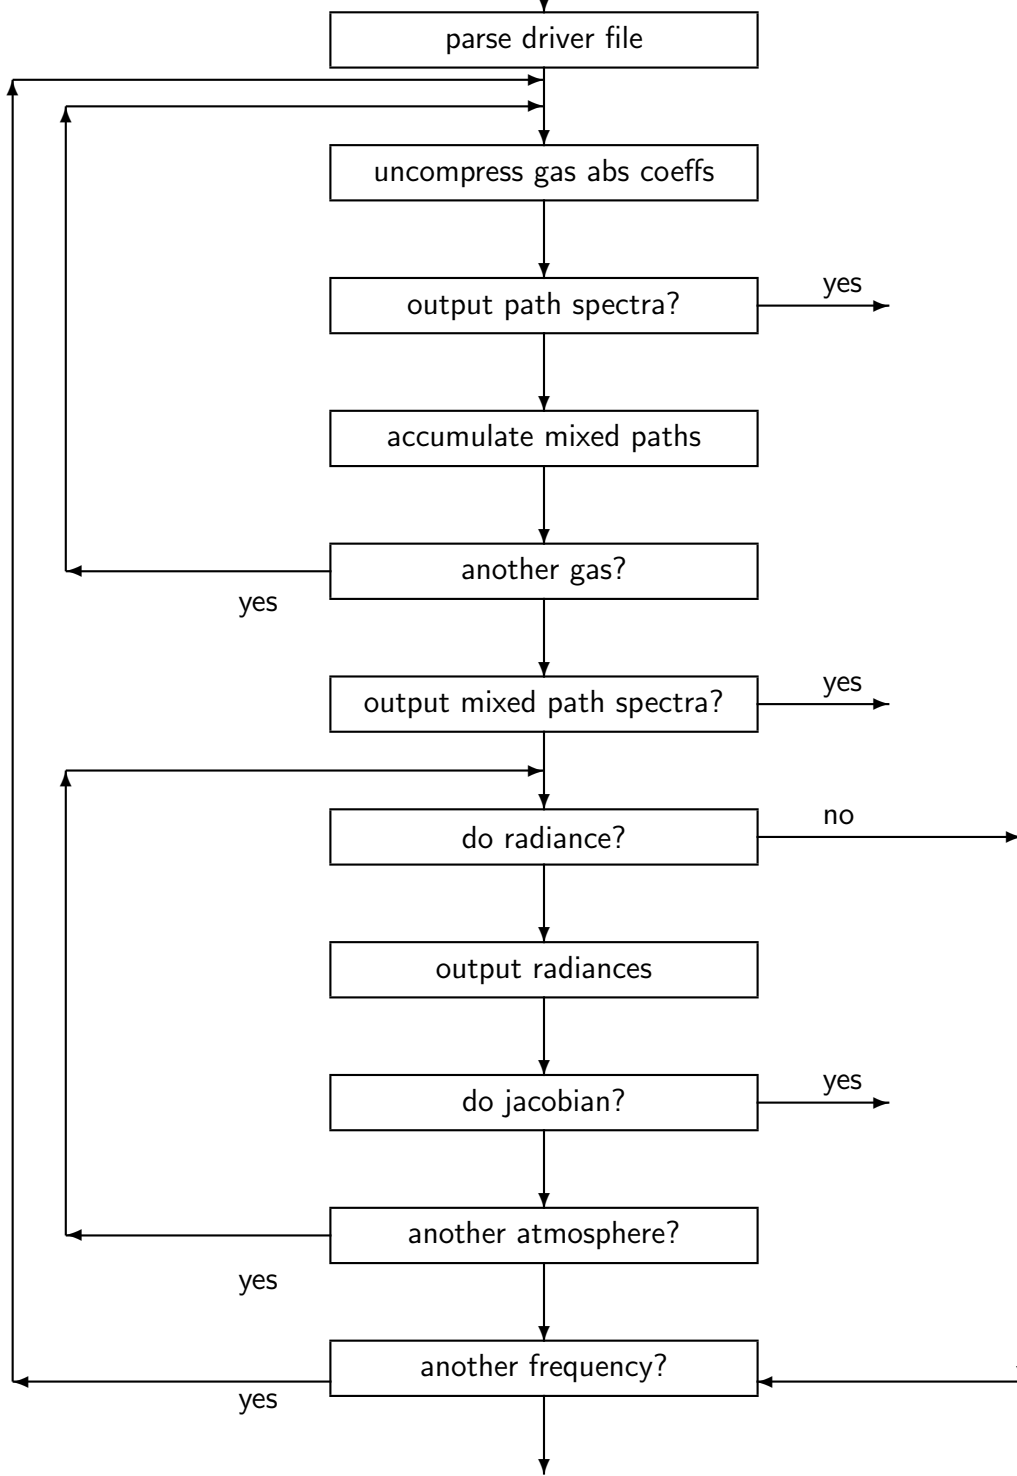 parse driver file
uncompress gas abs coeffs
output path spectra?
yes
accumulate mixed paths
another gas?
yes
output mixed path spectra?
yes
do radiance?
no
output radiances
do jacobian?
yes
another atmosphere?
yes
another frequency?
yes